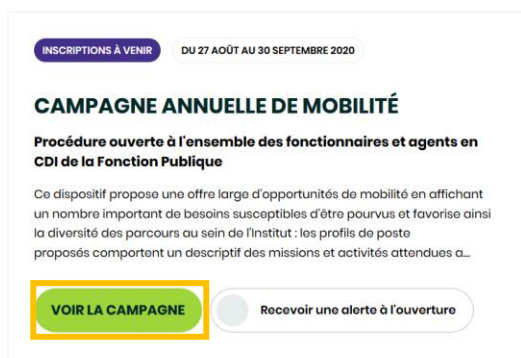 INSCRIPTIONS À VENIR DU 27 AOÛT AU 30 SEPTEMBRE 2020
CAMPAGNE ANNUELLE DE MOBILITÉ
Procédure ouverte à l'ensemble des fonctionnaires et agents en
CDI de la Fonction Publique
Ce dispositif propose une offre large d'opportunités de mobilité en affichant
un nombre important de besoins susceptibles d'être pourvus et favorise ainsi
la diversité des parcours au sein de l'Institut : les profils de poste
proposés comportent un descriptif des missions et activités attendues a...
VOIR LA CAMPAGNE Recevoir une alerte à l'ouverture